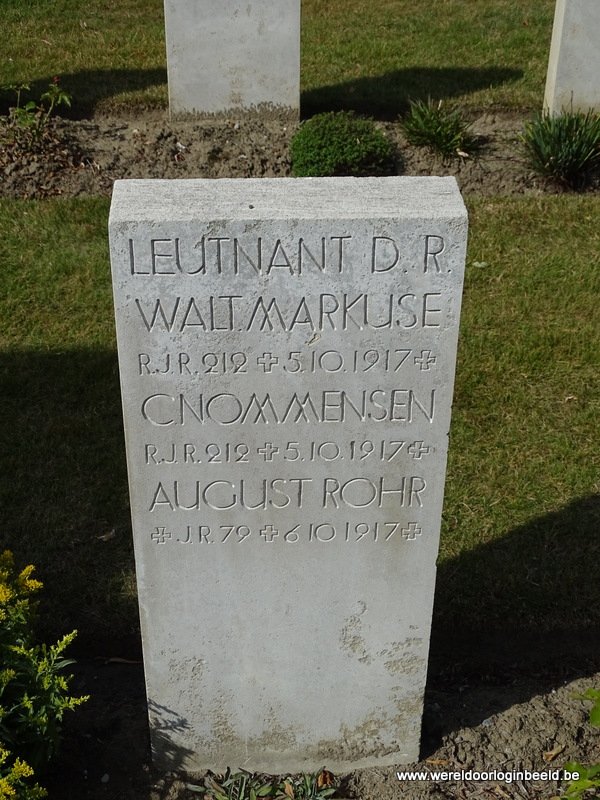 LEUTNANT D. R.
WALT. MARKUSE
R.J.R. 212 ✠ 5.10.1917 ✠
C NOMMENSEN
R.J.R. 212 ✠ 5.10.1917 ✠
AUGUST ROHR
✠ J.R. 79 ✠ 6.10.1917 ✠
www.wereldoorloginbeeld.be